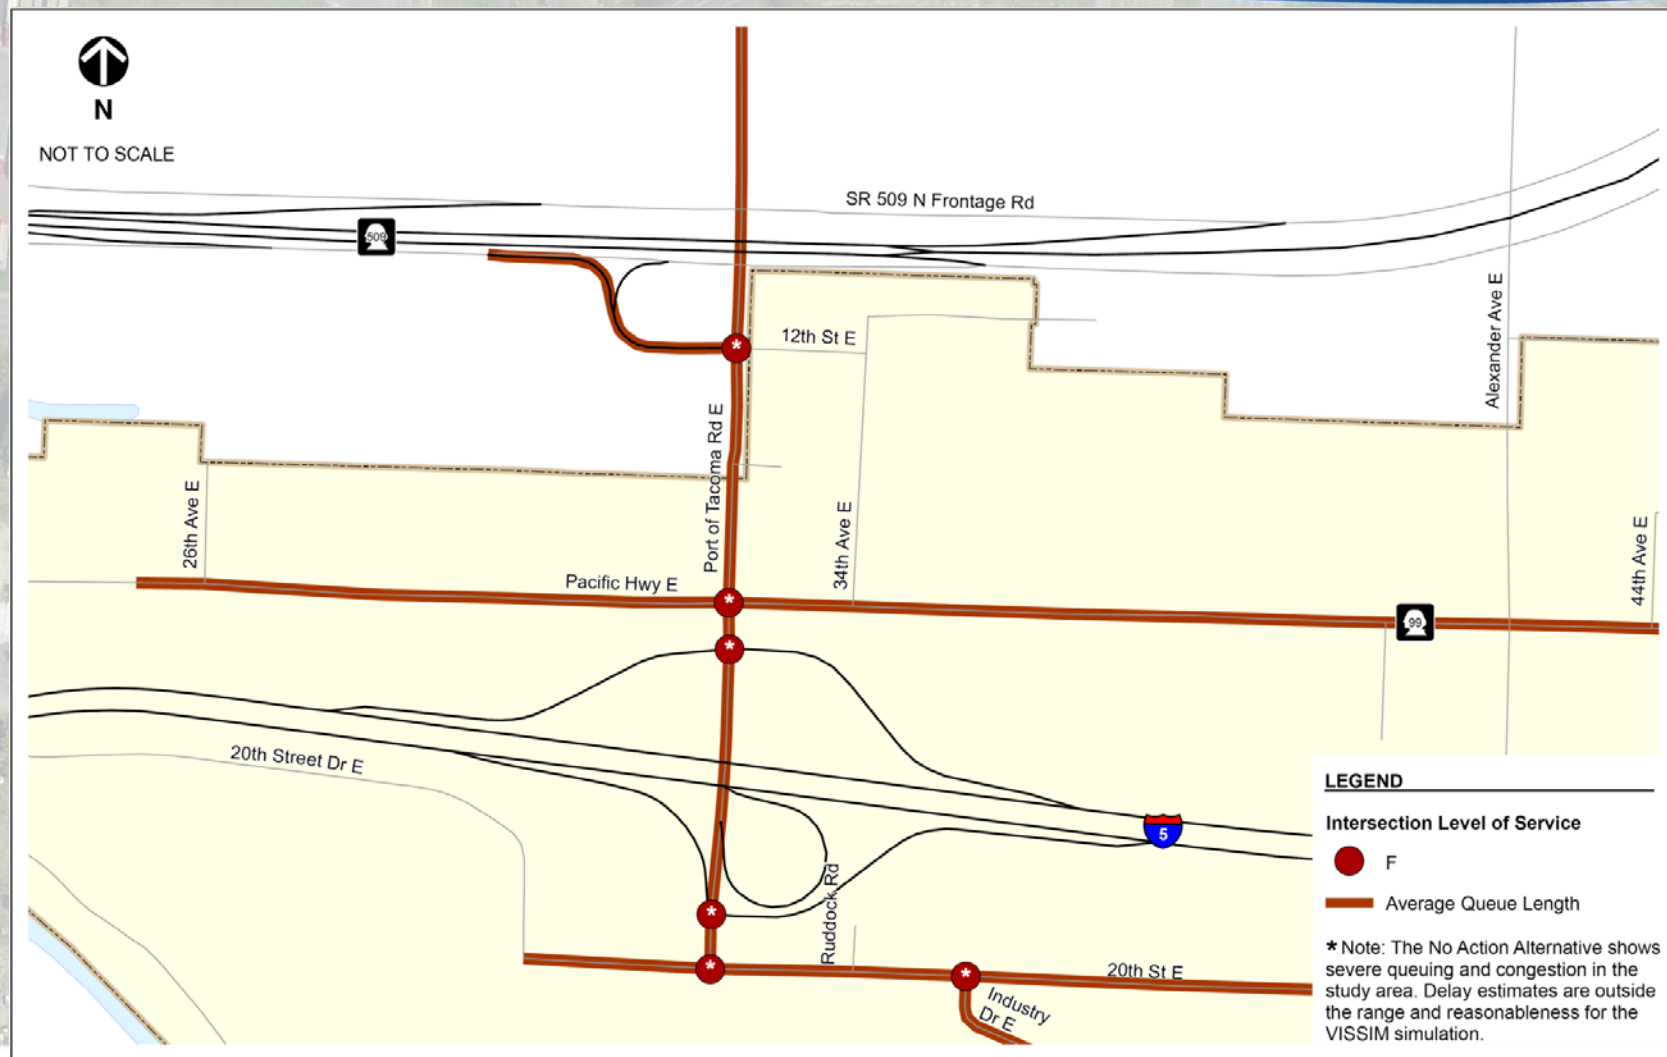 N
NOT TO SCALE
SR 509 N Frontage Rd
509
Alexander Ave E
12th St E
Port of Tacoma Rd E
26th Ave E
34th Ave E
44th Ave E
Pacific Hwy E
99
20th Street Dr E
5
Ruddock Rd
20th St E
Industry
Dr E
LEGEND
Intersection Level of Service
F
Average Queue Length
* Note: The No Action Alternative shows
severe queuing and congestion in the
study area. Delay estimates are outside
the range and reasonableness for the
VISSIM simulation.